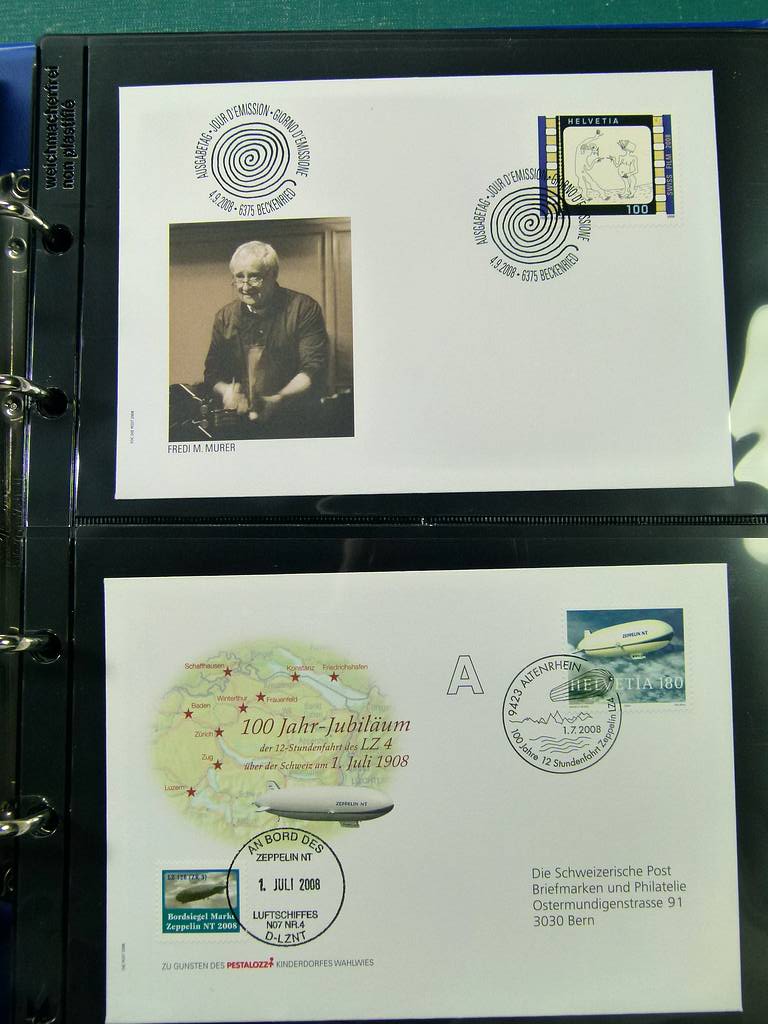 weichmacherfrei
non plastifié
AUSGABETAG • JOUR D'EMISSION • GIORNO D'EMISSIONE
4.9.2008 - 6375 BECKENRIED
HELVETIA
SWISS FILM 2008
100
AUSGABETAG • JOUR D'EMISSION • GIORNO D'EMISSIONE
4.9.2008 - 6375 BECKENRIED
FREDI M. MURER
Schaffhausen
Konstanz
Friedrichshafen
Winterthur
Frauenfeld
Baden
Zürich
Zug
Luzern
100 Jahr-Jubiläum
der 12-Stundenfahrt des LZ 4
über der Schweiz am 1. Juli 1908
ZEPPELIN NT
A
ZEPPELIN NT
HELVETIA 180
9423 ALTENRHEIN
1.7.2008
100 Jahre 12 Stundenfahrt Zeppelin LZ4
AN BORD DES
ZEPPELIN NT
1. JULI 2008
LUFTSCHIFFES
N07 NR.4
D-LZNT
Bordsiegel Marke
Zeppelin NT 2008
Die Schweizerische Post
Briefmarken und Philatelie
Ostermundigenstrasse 91
3030 Bern
ZU GUNSTEN DES PESTALOZZI KINDERDORFES WAHLWIES